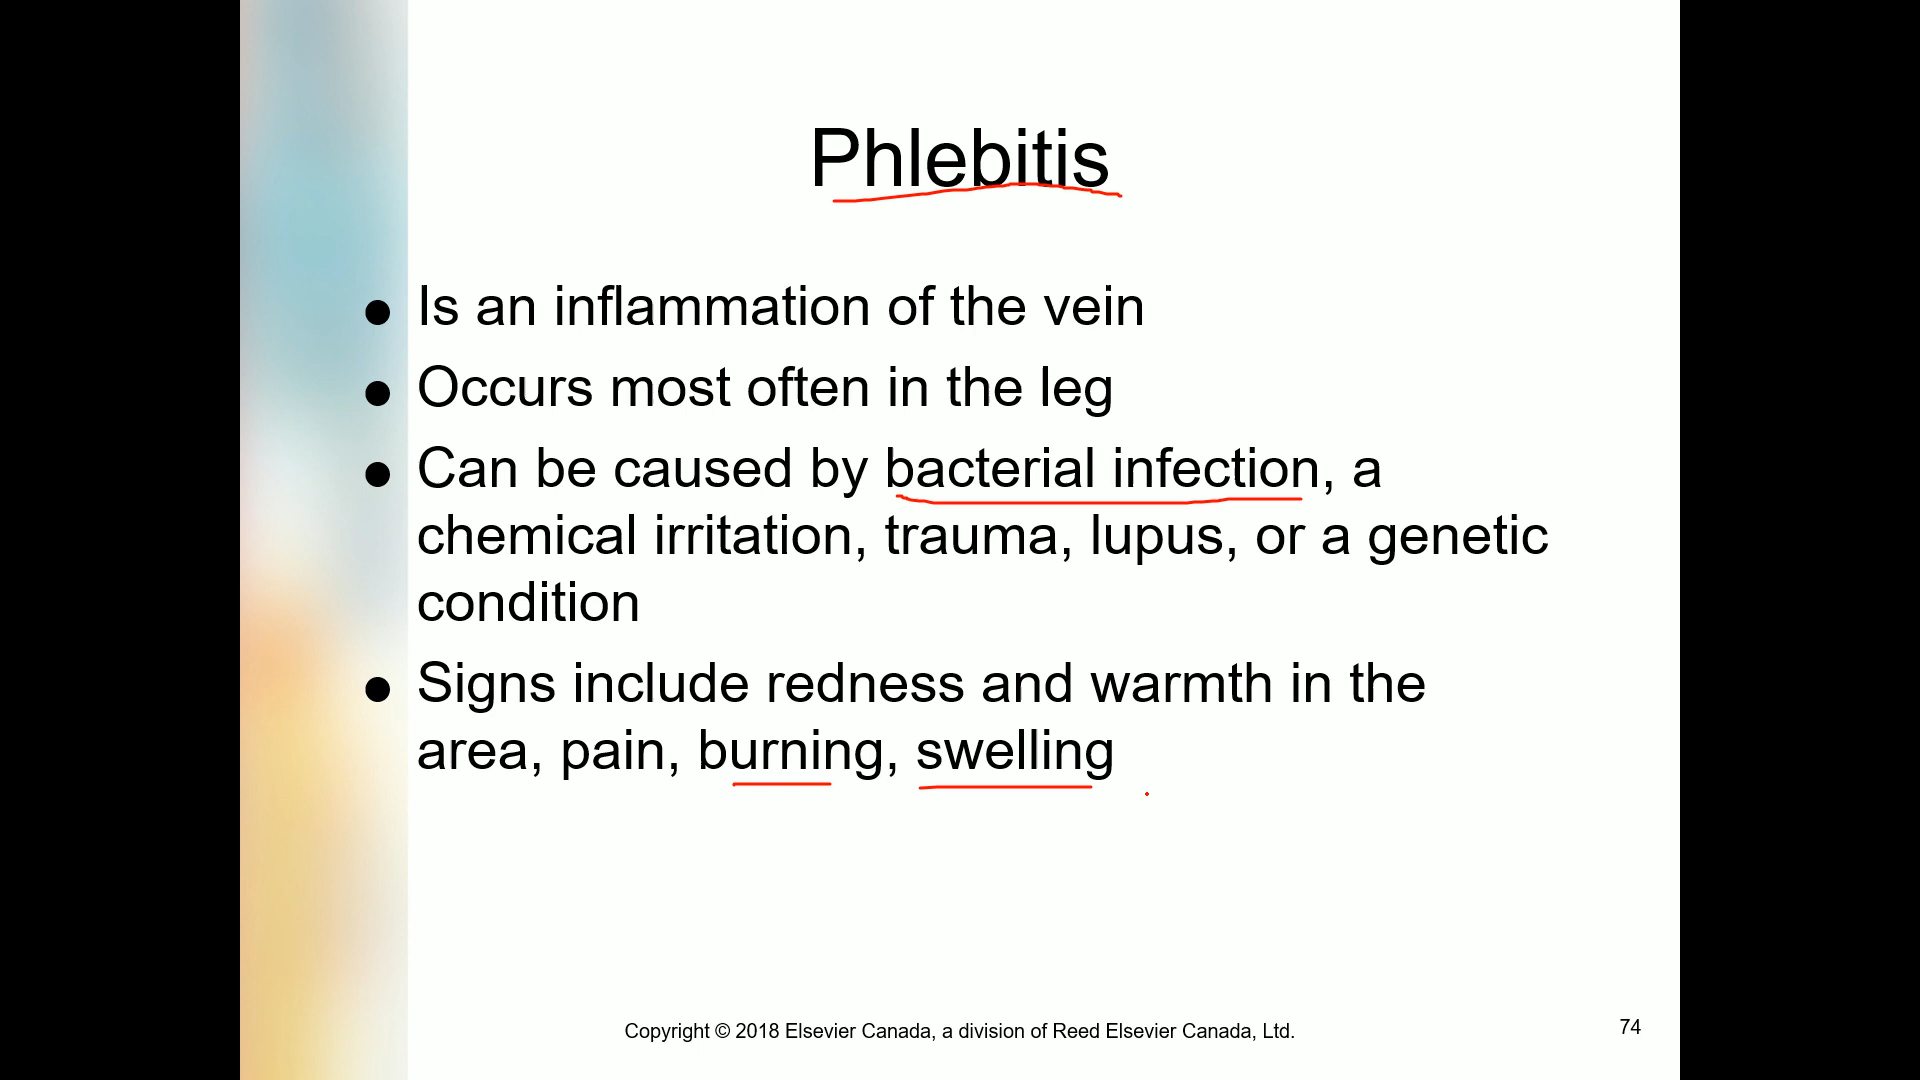 Phlebitis
● Is an inflammation of the vein
● Occurs most often in the leg
● Can be caused by bacterial infection, a
chemical irritation, trauma, lupus, or a genetic
condition
● Signs include redness and warmth in the
area, pain, burning, swelling
Copyright © 2018 Elsevier Canada, a division of Reed Elsevier Canada, Ltd.
74